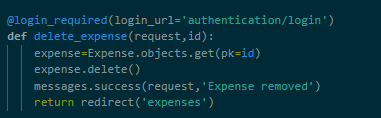 @login_required(login_url='authentication/login')
def delete_expense(request,id):
    expense=Expense.objects.get(pk=id)
    expense.delete()
    messages.success(request,'Expense removed')
    return redirect('expenses')